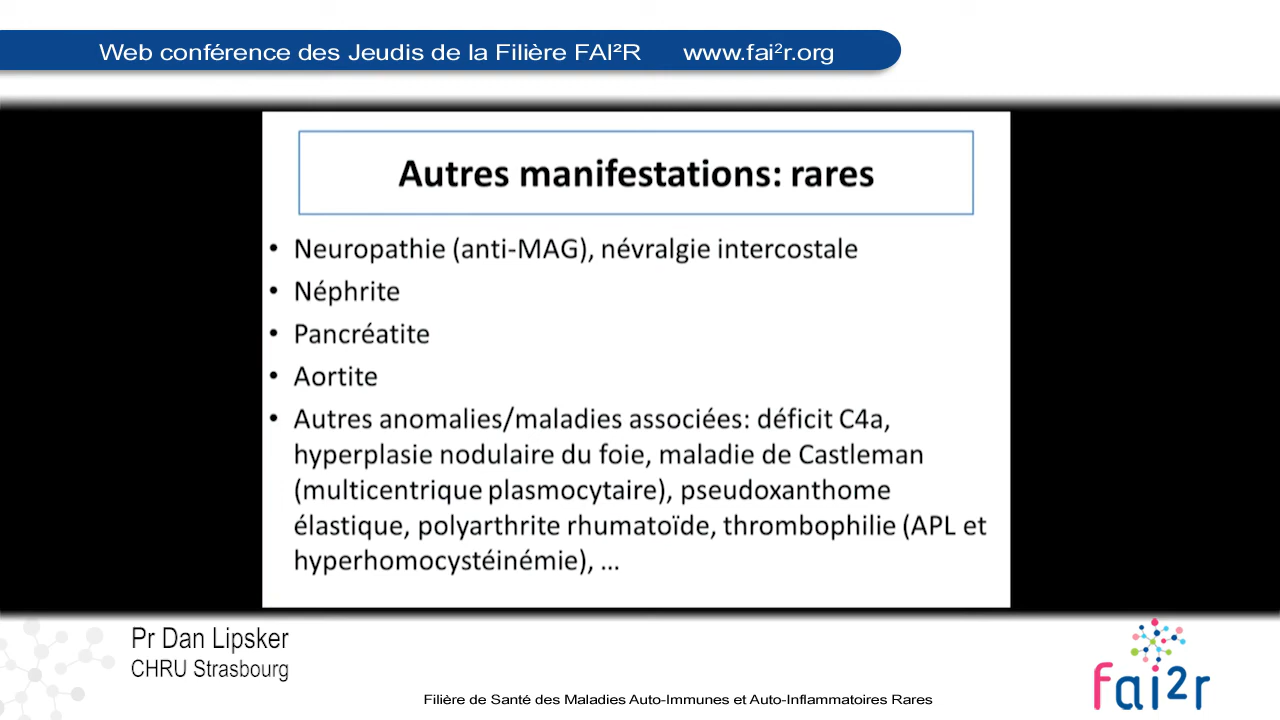 Web conférence des Jeudis de la Filière FAI²R www.fai²r.org
Autres manifestations: rares
• Neuropathie (anti-MAG), névralgie intercostale
• Néphrite
• Pancréatite
• Aortite
• Autres anomalies/maladies associées: déficit C4a,
hyperplasie nodulaire du foie, maladie de Castleman
(multicentrique plasmocytaire), pseudoxanthome
élastique, polyarthrite rhumatoïde, thrombophilie (APL et
hyperhomocystéinémie), ...
Pr Dan Lipsker
CHRU Strasbourg
Filière de Santé des Maladies Auto-Immunes et Auto-Inflammatoires Rares
fai2r